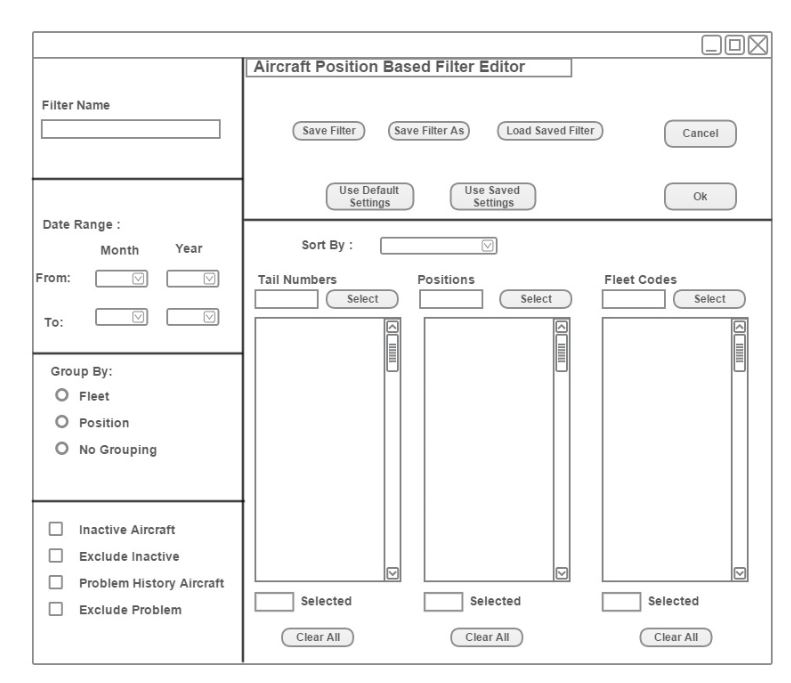 Aircraft Position Based Filter Editor
Filter Name
Save Filter
Save Filter As
Load Saved Filter
Cancel
Use Default
Settings
Use Saved
Settings
Ok
Date Range :
Month Year
From:
To:
Group By:
Fleet
Position
No Grouping
Inactive Aircraft
Exclude Inactive
Problem History Aircraft
Exclude Problem
Sort By :
Tail Numbers
Select
Selected
Clear All
Positions
Select
Selected
Clear All
Fleet Codes
Select
Selected
Clear All